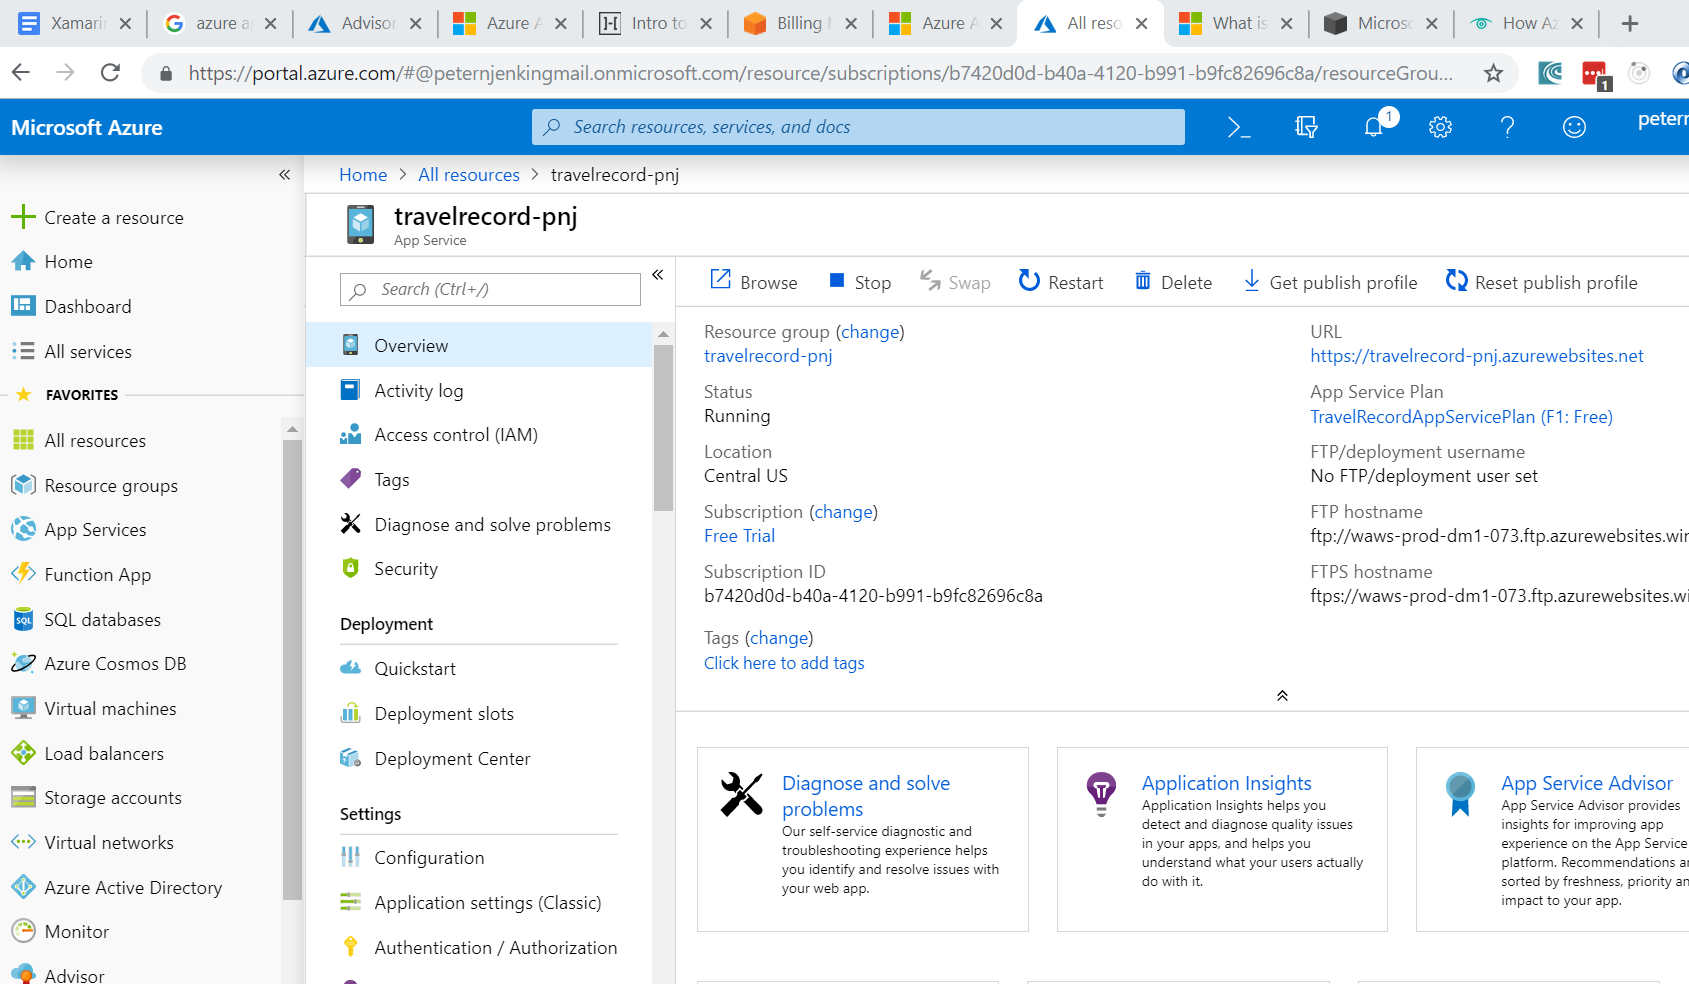 Xamari
azure a
Advisor
Azure A
Intro to
Billing
Azure A
All reso
What is
Micros
How Az
https://portal.azure.com/#@peternjenkingmail.onmicrosoft.com/resource/subscriptions/b7420d0d-b40a-4120-b991-b9fc82696c8a/resourceGrou...
1
Microsoft Azure
Search resources, services, and docs
1
petern
Create a resource
Home
Dashboard
All services
FAVORITES
All resources
Resource groups
App Services
Function App
SQL databases
Azure Cosmos DB
Virtual machines
Load balancers
Storage accounts
Virtual networks
Azure Active Directory
Monitor
Advisor
Home > All resources > travelrecord-pnj
travelrecord-pnj
App Service
Search (Ctrl+/)
Overview
Activity log
Access control (IAM)
Tags
Diagnose and solve problems
Security
Deployment
Quickstart
Deployment slots
Deployment Center
Settings
Configuration
Application settings (Classic)
Authentication / Authorization
Browse
Stop
Swap
Restart
Delete
Get publish profile
Reset publish profile
Resource group (change)
travelrecord-pnj
Status
Running
Location
Central US
Subscription (change)
Free Trial
Subscription ID
b7420d0d-b40a-4120-b991-b9fc82696c8a
Tags (change)
Click here to add tags
URL
https://travelrecord-pnj.azurewebsites.net
App Service Plan
TravelRecordAppServicePlan (F1: Free)
FTP/deployment username
No FTP/deployment user set
FTP hostname
ftp://waws-prod-dm1-073.ftp.azurewebsites.win
FTPS hostname
ftps://waws-prod-dm1-073.ftp.azurewebsites.wi
Diagnose and solve
problems
Our self-service diagnostic and
troubleshooting experience helps
you identify and resolve issues with
your web app.
Application Insights
Application Insights helps you
detect and diagnose quality issues
in your apps, and helps you
understand what your users actually
do with it.
App Service Advisor
App Service Advisor provides
insights for improving app
experience on the App Service
platform. Recommendations ar
sorted by freshness, priority an
impact to your app.